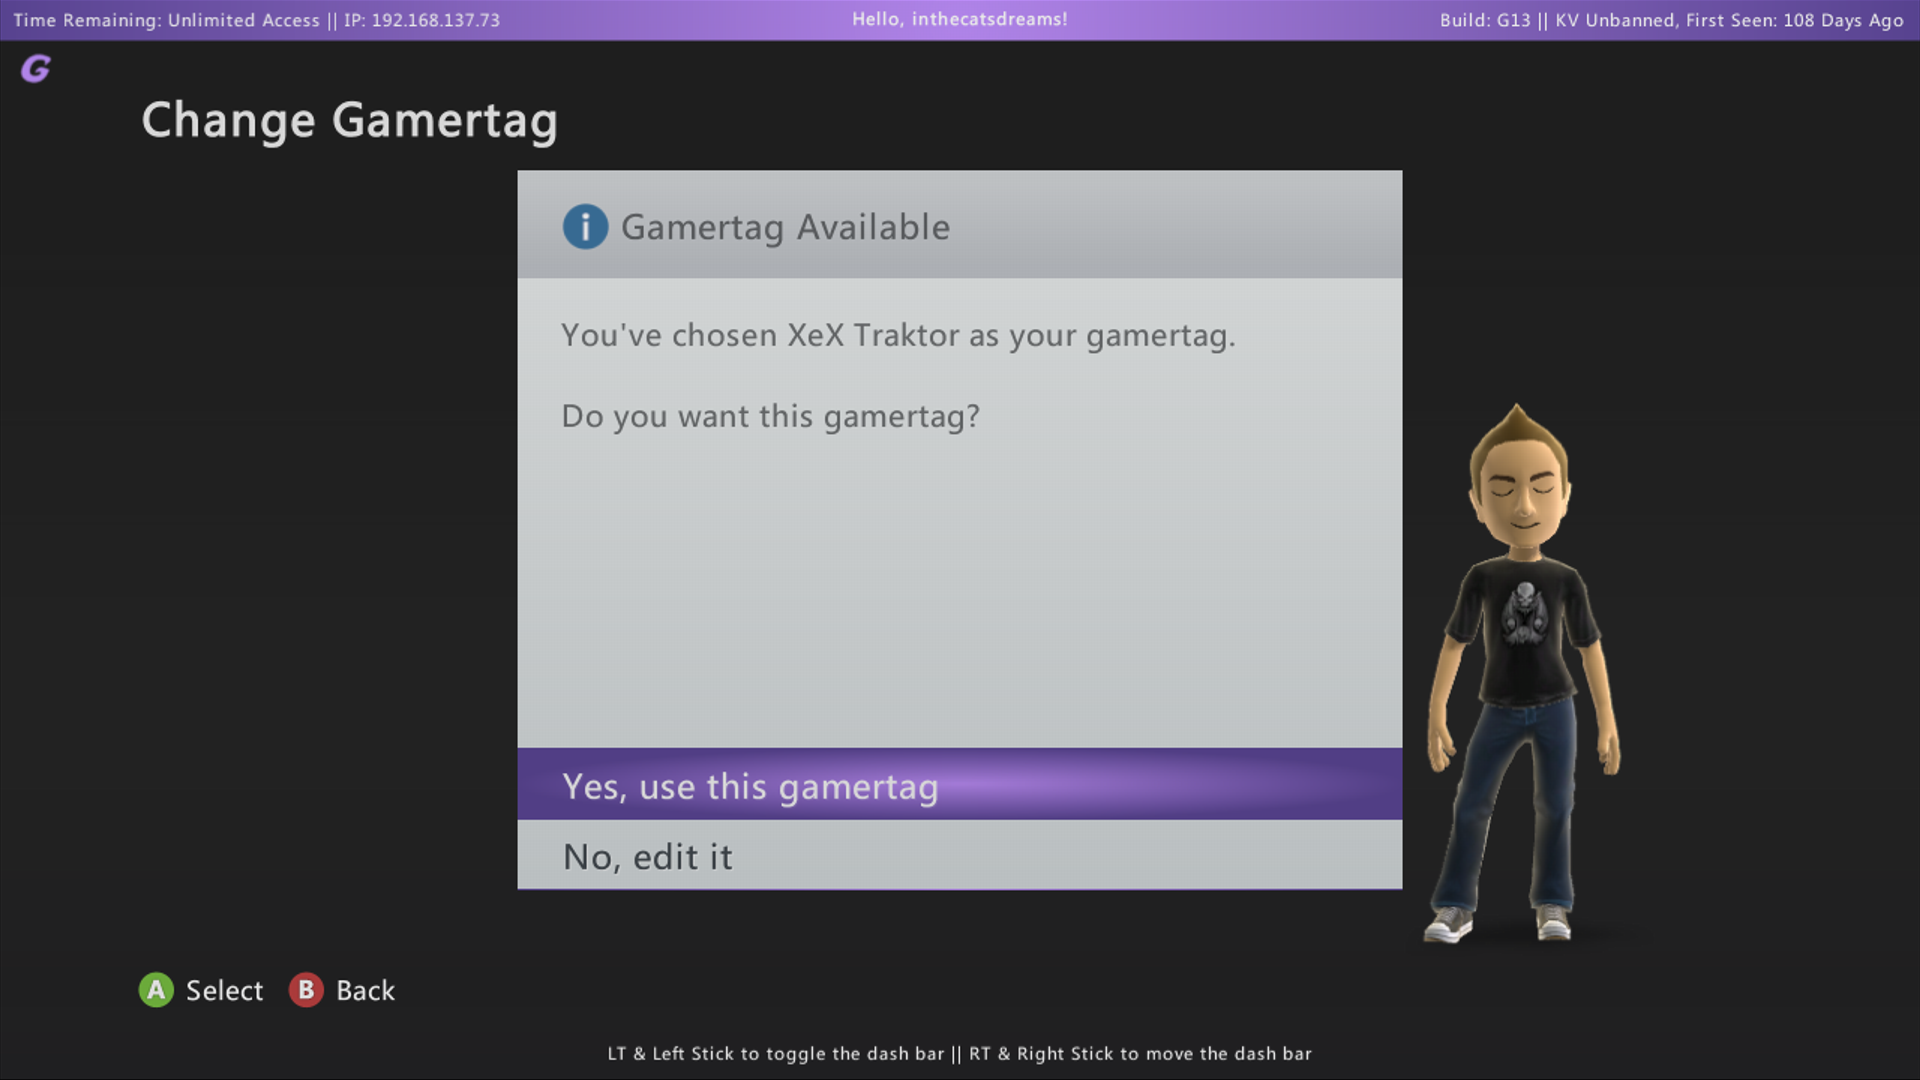 Time Remaining: Unlimited Access || IP: 192.168.137.73
Hello, inthecatsdreams!
Build: G13 || KV Unbanned, First Seen: 108 Days Ago
G
Change Gamertag
i Gamertag Available
You've chosen XeX Traktor as your gamertag.
Do you want this gamertag?
Yes, use this gamertag
No, edit it
A Select B Back
LT & Left Stick to toggle the dash bar || RT & Right Stick to move the dash bar